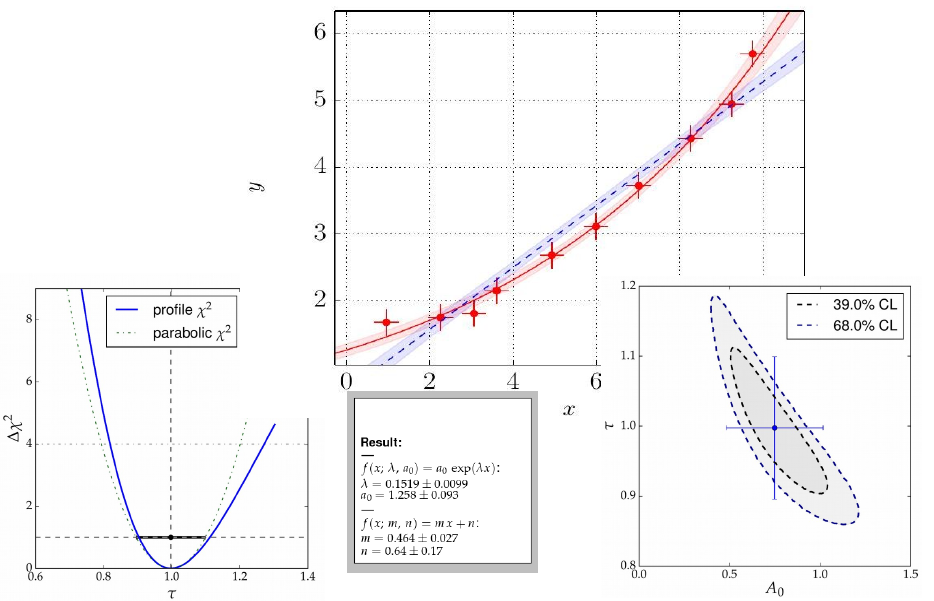 6
5
4
3
2
y
0 2 4 6
x
8
6
4
2
0
Δχ²
profile χ²
parabolic χ²
0.6 0.8 1.0 1.2 1.4
τ
Result:
f(x; λ, a₀) = a₀ exp(λx):
λ = 0.1519 ± 0.0099
a₀ = 1.258 ± 0.093
f(x; m, n) = m x + n:
m = 0.464 ± 0.027
n = 0.64 ± 0.17
1.2
1.1
1.0
0.9
0.8
τ
39.0% CL
68.0% CL
0.0 0.5 1.0 1.5
A₀